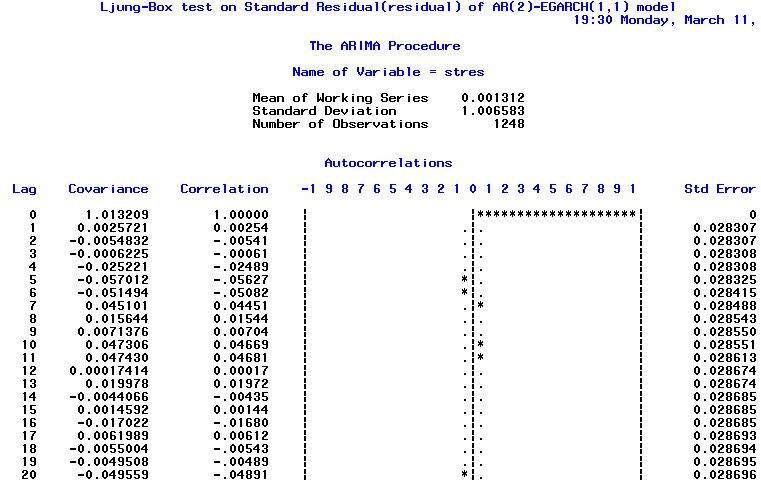 Ljung-Box test on Standard Residual(residual) of AR(2)-EGARCH(1,1) model
19:30 Monday, March 11,
The ARIMA Procedure
Name of Variable = stres
Mean of Working Series 0.001312
Standard Deviation 1.006583
Number of Observations 1248
Autocorrelations
Lag Covariance Correlation -1 9 8 7 6 5 4 3 2 1 0 1 2 3 4 5 6 7 8 9 1 Std Error
0 1.013209 1.00000 | |********************| 0
1 0.0025721 0.00254 | .|. | 0.028307
2 -0.0054832 -.00541 | .|. | 0.028307
3 -0.0006225 -.00061 | .|. | 0.028308
4 -0.025221 -.02489 | .|. | 0.028308
5 -0.057012 -.05627 | *|. | 0.028325
6 -0.051494 -.05082 | *|. | 0.028415
7 0.045101 0.04451 | .|* | 0.028488
8 0.015644 0.01544 | .|. | 0.028543
9 0.0071376 0.00704 | .|. | 0.028550
10 0.047306 0.04669 | .|* | 0.028551
11 0.047430 0.04681 | .|* | 0.028613
12 0.00017414 0.00017 | .|. | 0.028674
13 0.019978 0.01972 | .|. | 0.028674
14 -0.0044066 -.00435 | .|. | 0.028685
15 0.0014592 0.00144 | .|. | 0.028685
16 -0.017022 -.01680 | .|. | 0.028685
17 0.0061989 0.00612 | .|. | 0.028693
18 -0.0055004 -.00543 | .|. | 0.028694
19 -0.0049508 -.00489 | .|. | 0.028695
20 -0.049559 -.04891 | *|. | 0.028696